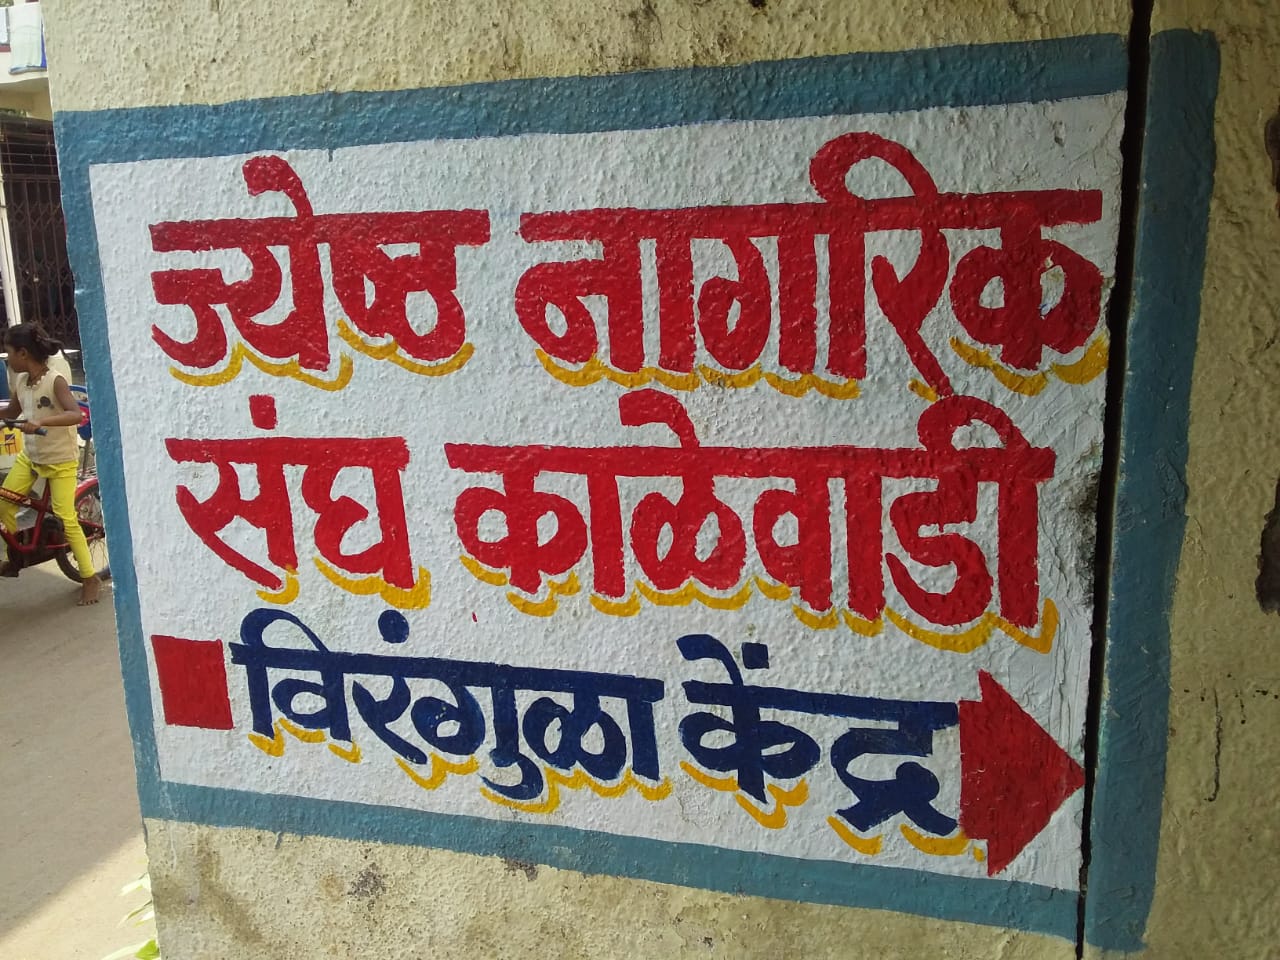 ज्येष्ठ नागरिक
संघ काळेवाडी
विरंगुळा केंद्र